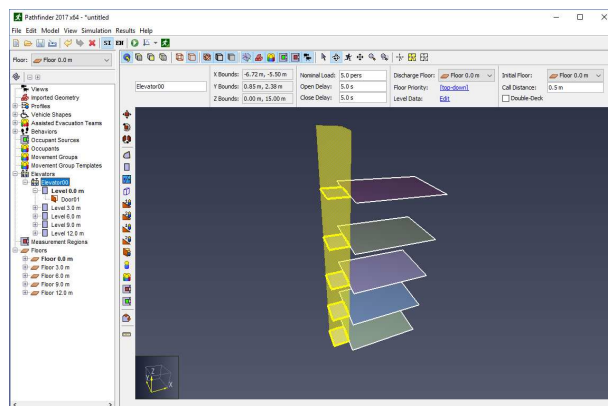 Pathfinder 2017 x64 - *untitled
File Edit Model View Simulation Results Help
SI EN
Floor: Floor 0.0 m
Elevator00
X Bounds: -6.72 m, -5.50 m
Y Bounds: 0.85 m, 2.38 m
Z Bounds: 0.00 m, 15.00 m
Nominal Load: 5.0 pers
Open Delay: 5.0 s
Close Delay: 5.0 s
Discharge Floor: Floor 0.0 m
Floor Priority: [top-down]
Level Data: Edit
Initial Floor: Floor 0.0 m
Call Distance: 0.5 m
Double-Deck
Views
Imported Geometry
Profiles
Vehicle Shapes
Assisted Evacuation Teams
Behaviors
Occupant Sources
Occupants
Movement Groups
Movement Group Templates
Elevators
Elevator00
Level 0.0 m
Door01
Level 3.0 m
Level 6.0 m
Level 9.0 m
Level 12.0 m
Measurement Regions
Floors
Floor 0.0 m
Floor 3.0 m
Floor 6.0 m
Floor 9.0 m
Floor 12.0 m
Z
Y
X